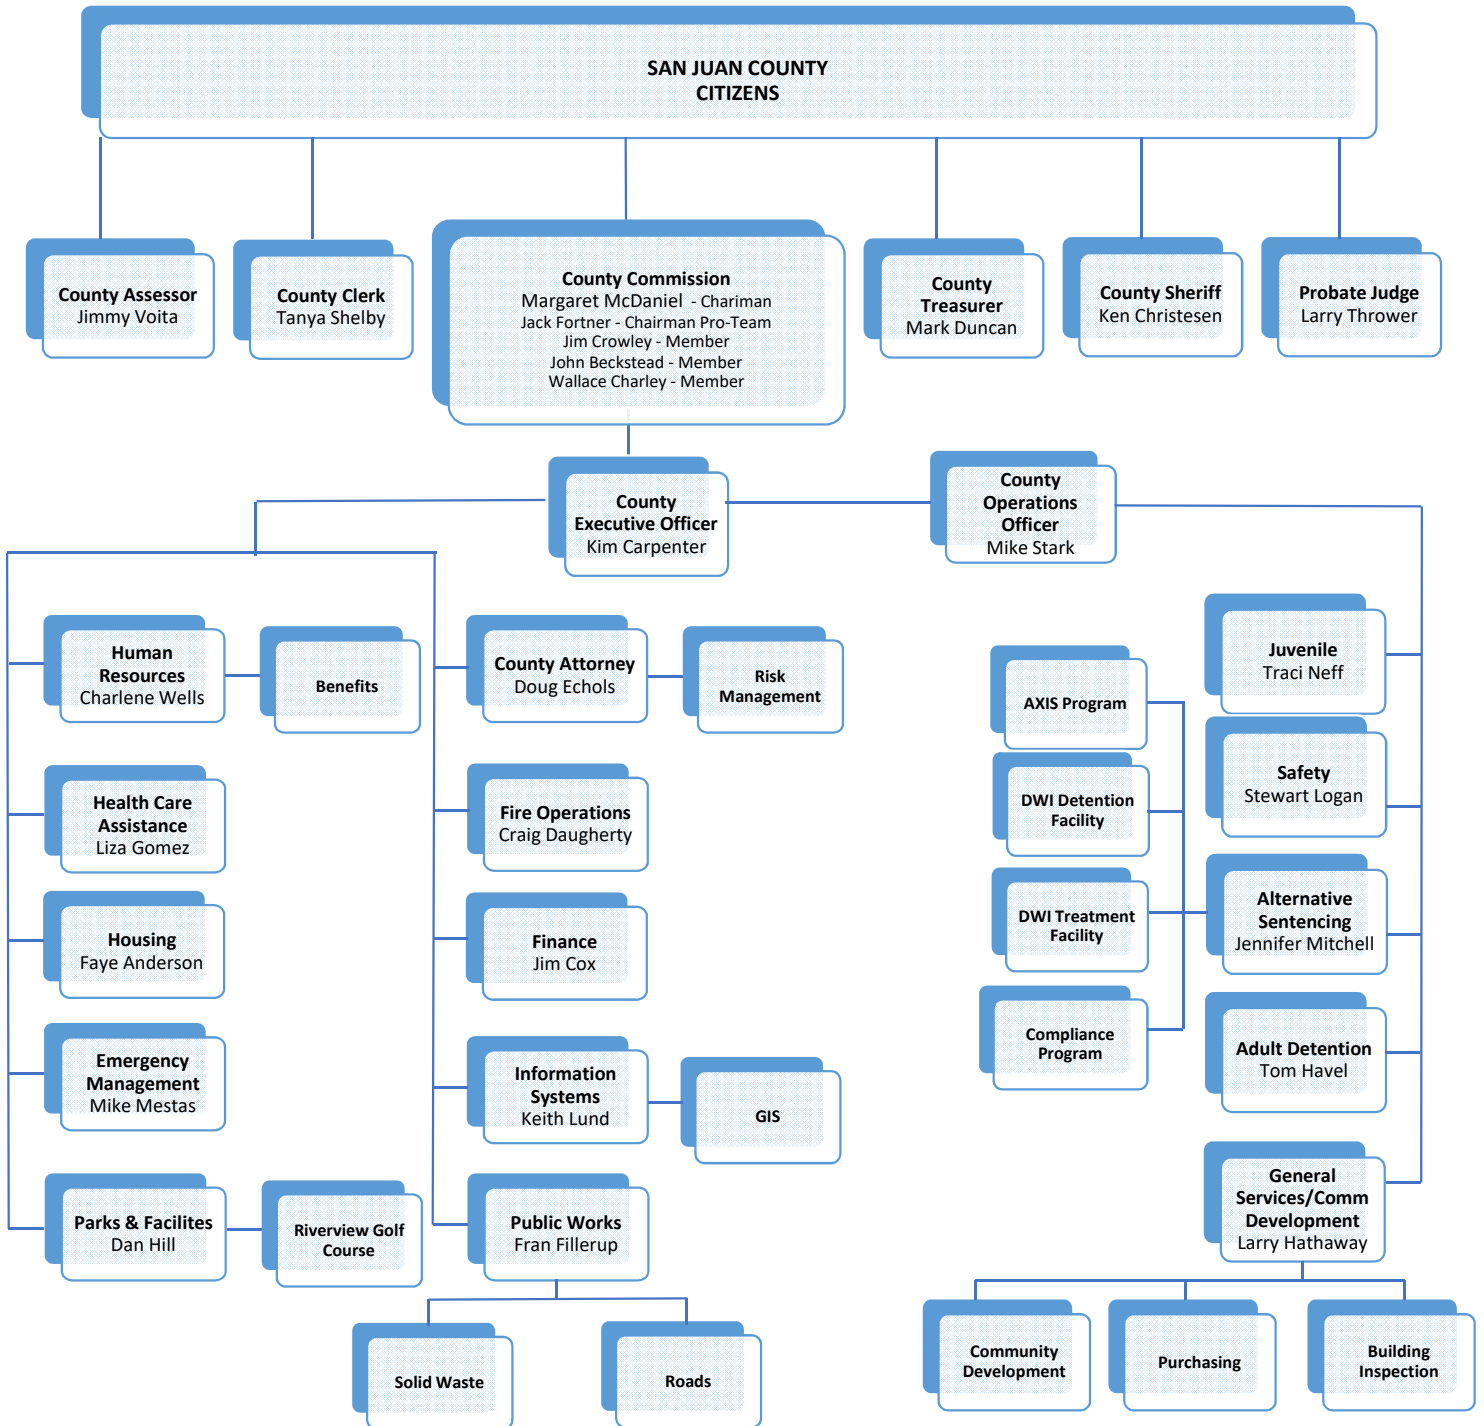 SAN JUAN COUNTY
CITIZENS
County Assessor
Jimmy Voita
County Clerk
Tanya Shelby
County Commission
Margaret McDaniel - Chariman
Jack Fortner - Chairman Pro-Team
Jim Crowley - Member
John Beckstead - Member
Wallace Charley - Member
County
Treasurer
Mark Duncan
County Sheriff
Ken Christesen
Probate Judge
Larry Thrower
County
Executive Officer
Kim Carpenter
County
Operations
Officer
Mike Stark
Human
Resources
Charlene Wells
Benefits
County Attorney
Doug Echols
Risk
Management
Health Care
Assistance
Liza Gomez
Fire Operations
Craig Daugherty
Housing
Faye Anderson
Finance
Jim Cox
Emergency
Management
Mike Mestas
Information
Systems
Keith Lund
GIS
Parks & Facilites
Dan Hill
Riverview Golf
Course
Public Works
Fran Fillerup
Solid Waste
Roads
AXIS Program
DWI Detention
Facility
DWI Treatment
Facility
Compliance
Program
Juvenile
Traci Neff
Safety
Stewart Logan
Alternative
Sentencing
Jennifer Mitchell
Adult Detention
Tom Havel
General
Services/Comm
Development
Larry Hathaway
Community
Development
Purchasing
Building
Inspection